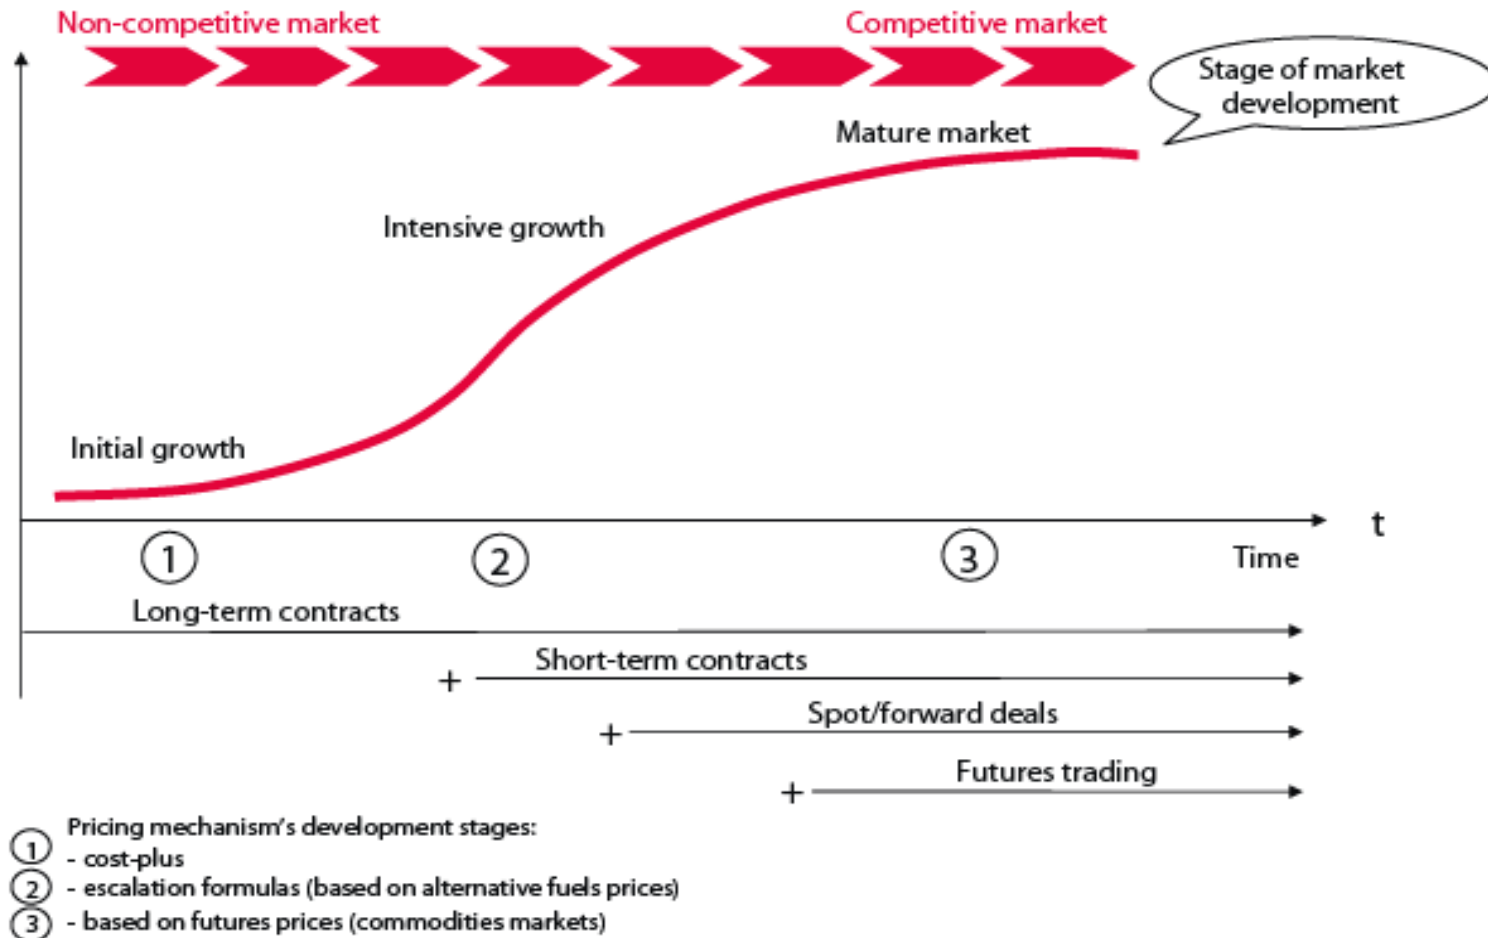 Non-competitive market
Competitive market
Stage of market
development
Mature market
Intensive growth
Initial growth
t
1
2
3
Time
Long-term contracts
+ Short-term contracts
+ Spot/forward deals
+ Futures trading
Pricing mechanism's development stages:
1 - cost-plus
2 - escalation formulas (based on alternative fuels prices)
3 - based on futures prices (commodities markets)